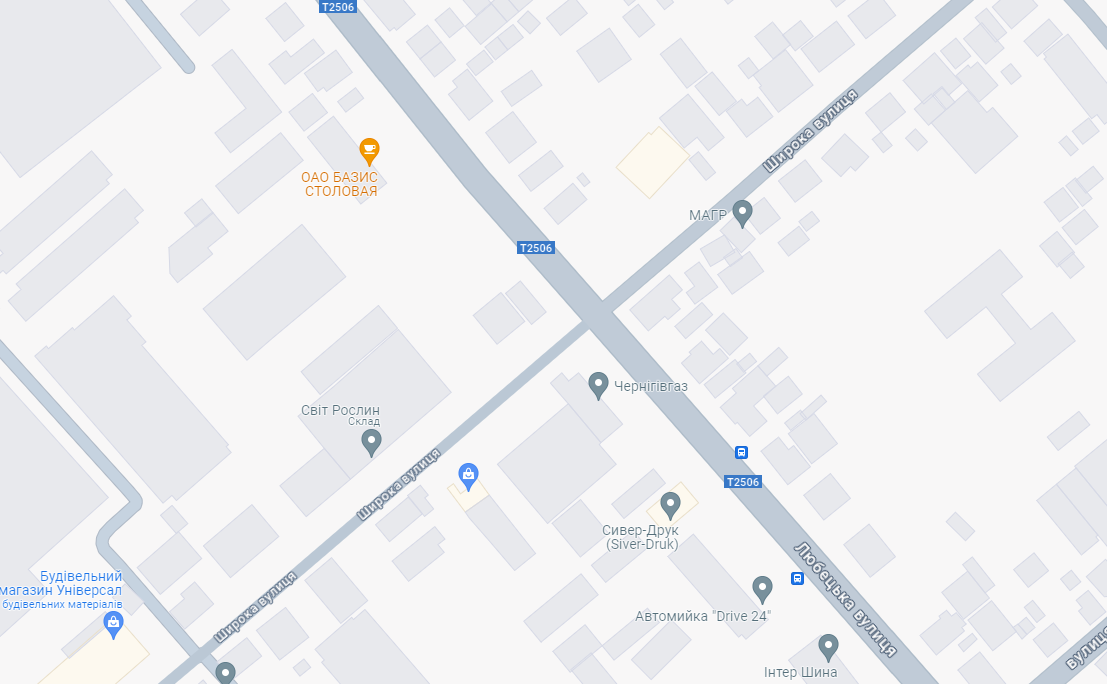 T2506
Широка вулиця
ОАО БАЗИС
СТОЛОВАЯ
МАГР
T2506
Чернігівгаз
Світ Рослин
Склад
Широка вулиця
T2506
Сивер-Друк
(Siver-Druk)
Любецька вулиця
Будівельний
магазин Універсал
будівельних матеріалів
Широка вулиця
Автомийка "Drive 24"
вулиця
Інтер Шина